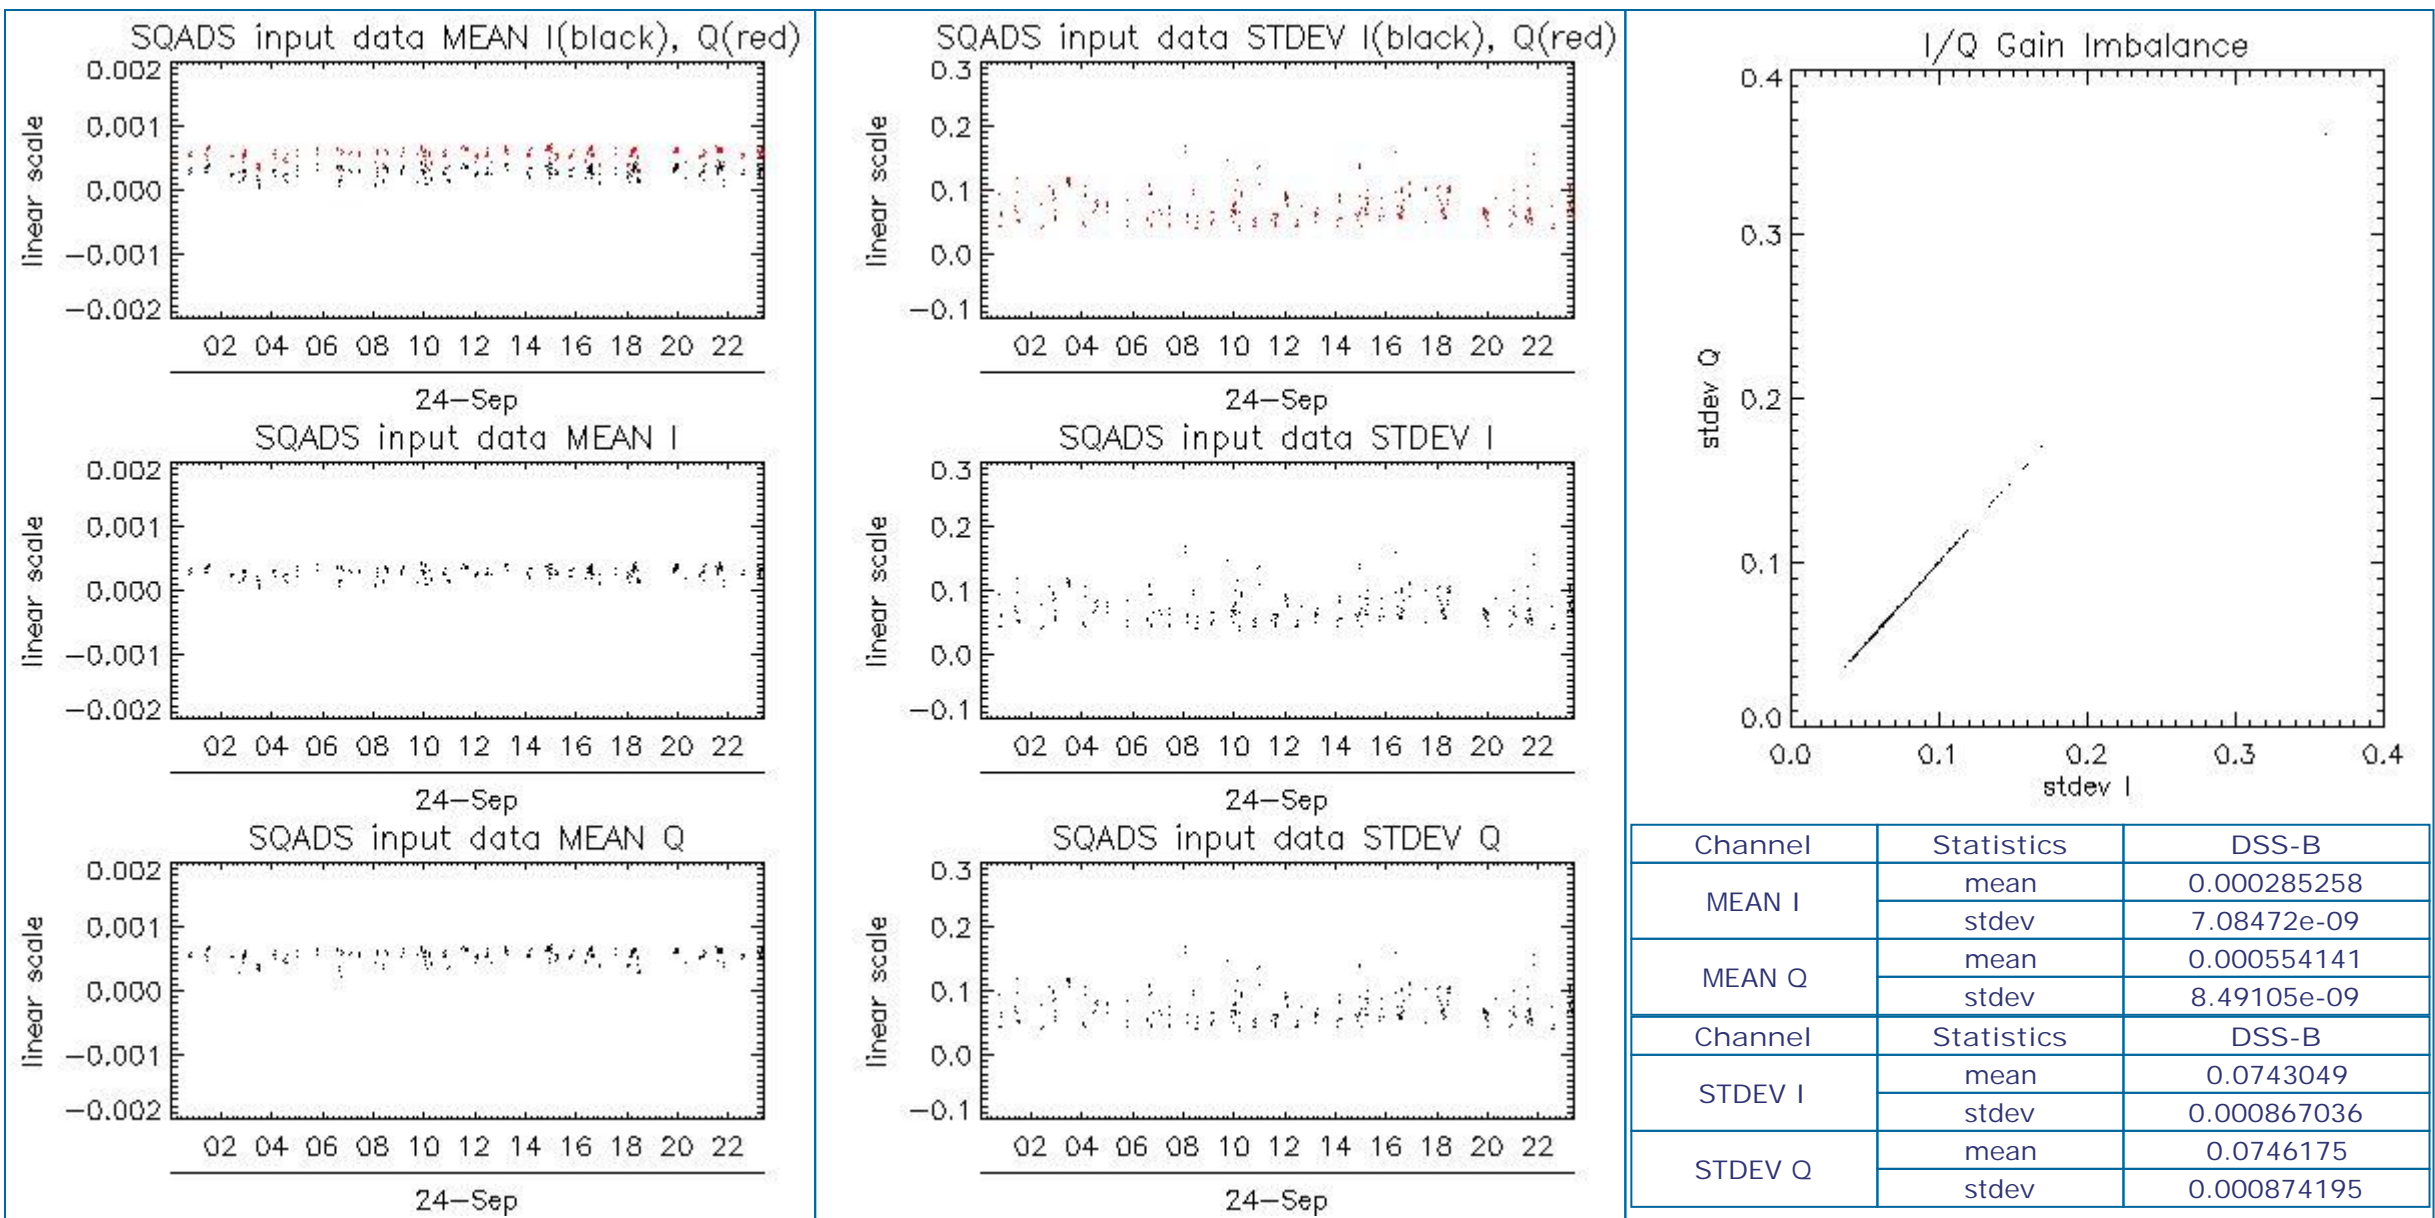 SQADS input data MEAN I(black), Q(red)
0.002
0.001
0.000
−0.001
−0.002
linear scale
02 04 06 08 10 12 14 16 18 20 22
24−Sep
SQADS input data MEAN I
0.002
0.001
0.000
−0.001
−0.002
linear scale
02 04 06 08 10 12 14 16 18 20 22
24−Sep
SQADS input data MEAN Q
0.002
0.001
0.000
−0.001
−0.002
linear scale
02 04 06 08 10 12 14 16 18 20 22
24−Sep
SQADS input data STDEV I(black), Q(red)
0.3
0.2
0.1
0.0
−0.1
linear scale
02 04 06 08 10 12 14 16 18 20 22
24−Sep
SQADS input data STDEV I
0.3
0.2
0.1
0.0
−0.1
linear scale
02 04 06 08 10 12 14 16 18 20 22
24−Sep
SQADS input data STDEV Q
0.3
0.2
0.1
0.0
−0.1
linear scale
02 04 06 08 10 12 14 16 18 20 22
24−Sep
I/Q Gain Imbalance
0.4
0.3
0.2
0.1
0.0
stdev Q
0.0 0.1 0.2 0.3 0.4
stdev I
Channel Statistics DSS-B
MEAN I mean 0.000285258
stdev 7.08472e-09
MEAN Q mean 0.000554141
stdev 8.49105e-09
Channel Statistics DSS-B
STDEV I mean 0.0743049
stdev 0.000867036
STDEV Q mean 0.0746175
stdev 0.000874195